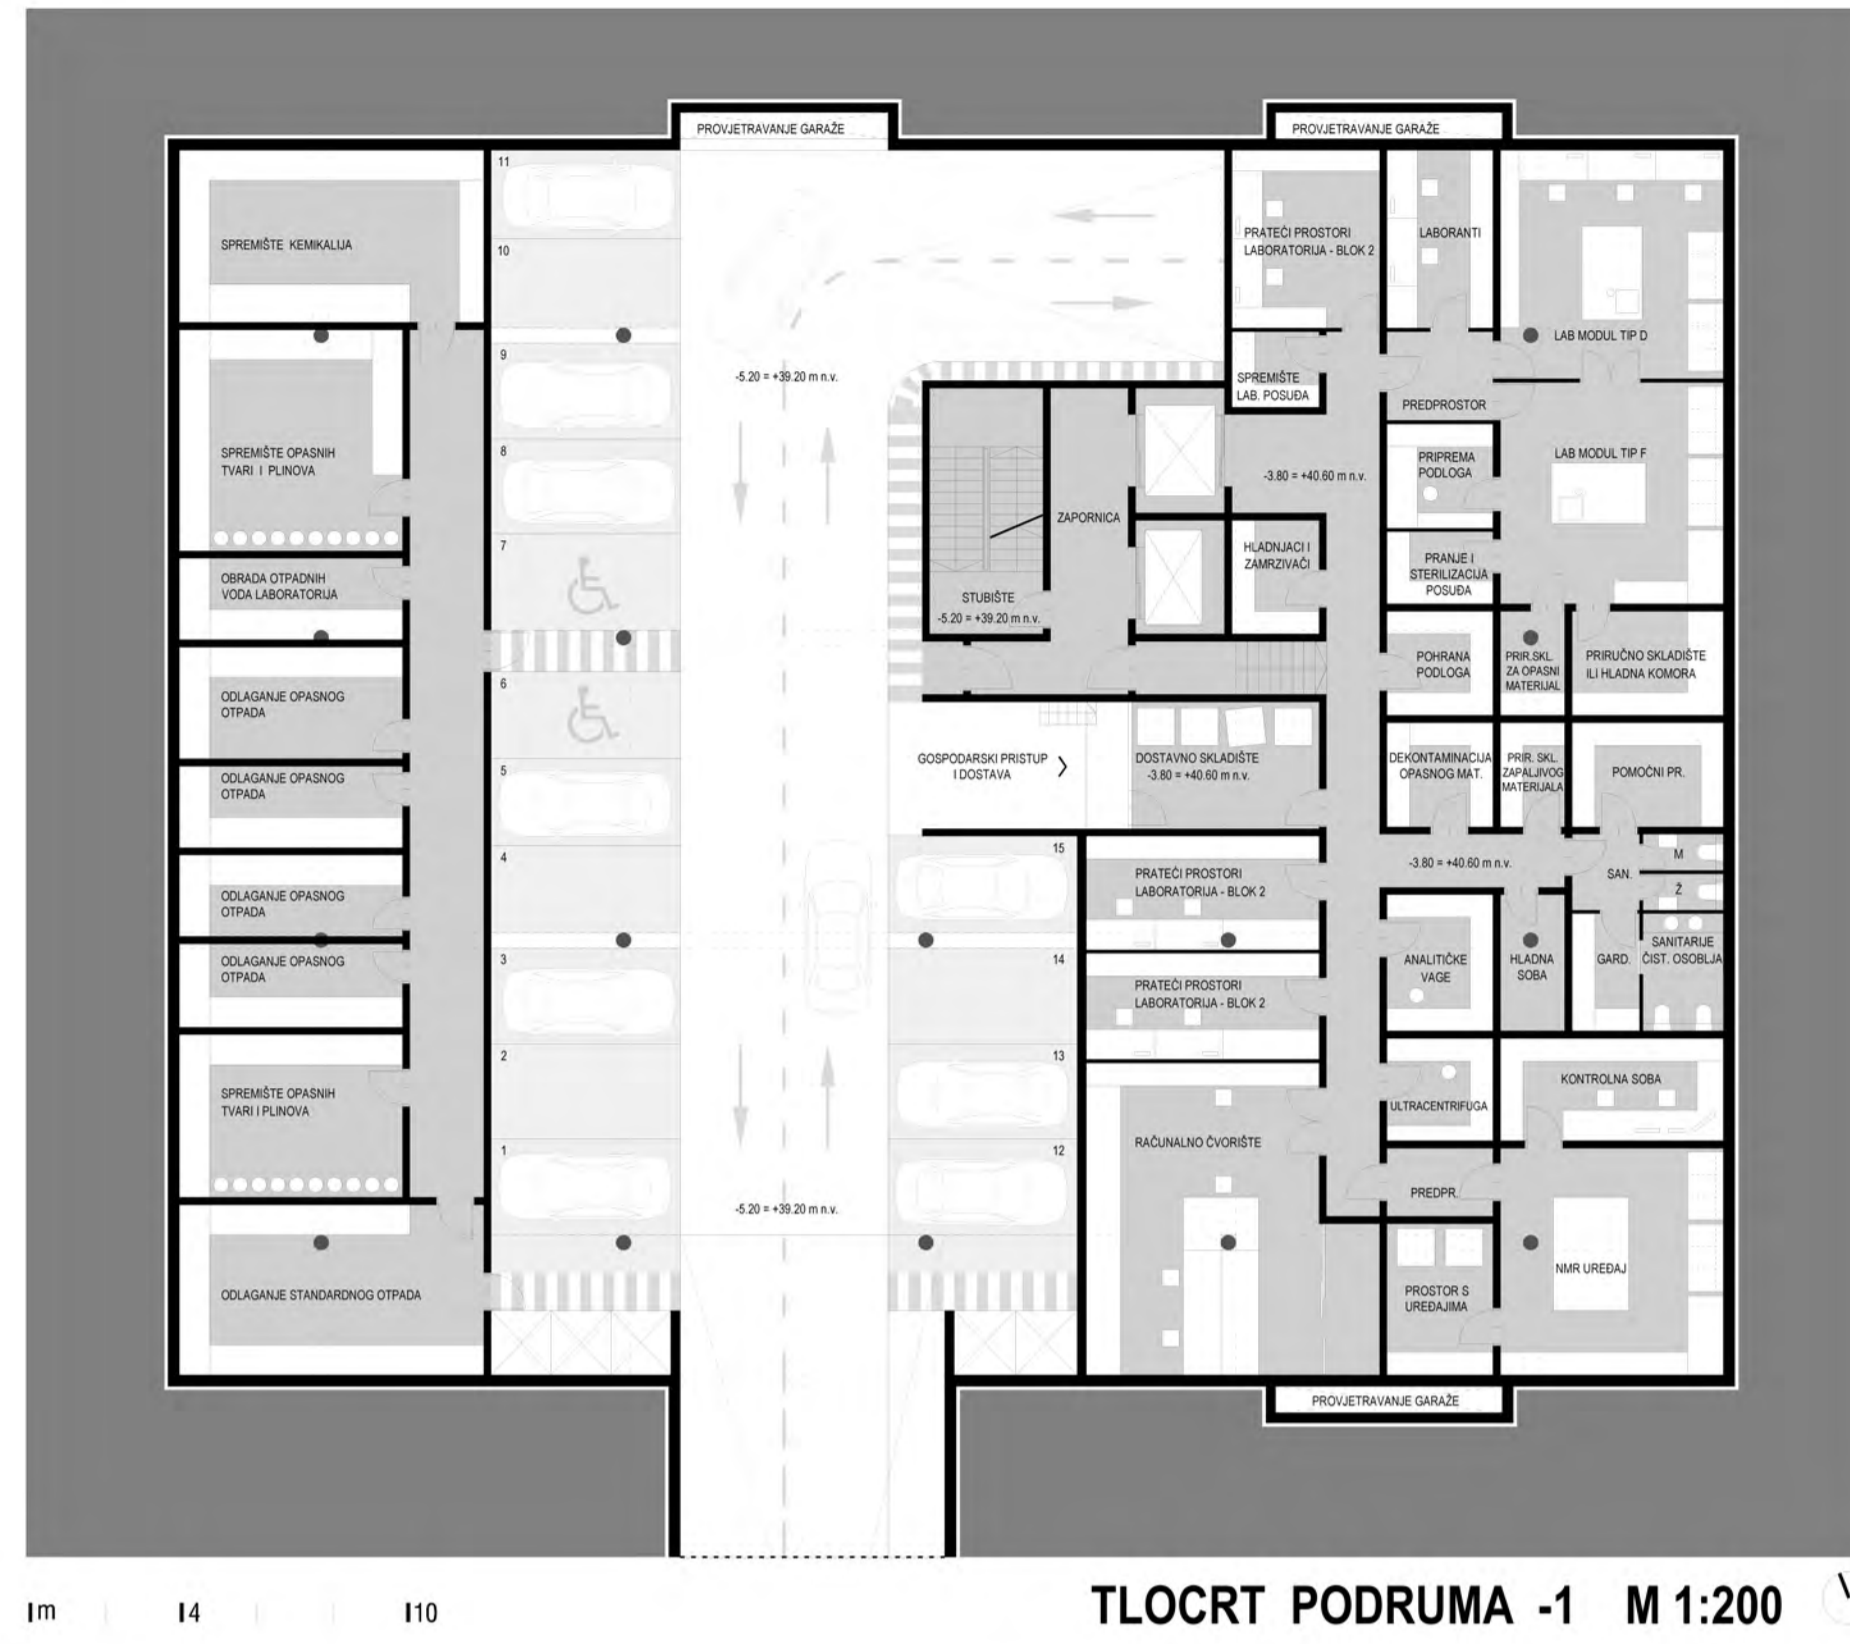 PROVJETRAVANJE GARAŽE
PROVJETRAVANJE GARAŽE
SPREMIŠTE KEMIKALIJA
SPREMIŠTE OPASNIH
TVARI I PLINOVA
OBRADA OTPADNIH
VODA LABORATORIJA
ODLAGANJE OPASNOG
OTPADA
ODLAGANJE OPASNOG
OTPADA
ODLAGANJE OPASNOG
OTPADA
ODLAGANJE OPASNOG
OTPADA
SPREMIŠTE OPASNIH
TVARI I PLINOVA
ODLAGANJE STANDARDNOG OTPADA
11
10
9
8
7
6
5
4
3
2
1
-5.20 = +39.20 m n.v.
-5.20 = +39.20 m n.v.
15
14
13
12
STUBIŠTE
-5.20 = +39.20 m n.v.
ZAPORNICA
GOSPODARSKI PRISTUP
I DOSTAVA
DOSTAVNO SKLADIŠTE
-3.80 = +40.60 m n.v.
PRATEĆI PROSTORI
LABORATORIJA - BLOK 2
SPREMIŠTE
LAB. POSUĐA
-3.80 = +40.60 m n.v.
HLADNJACI I
ZAMRZIVAČI
PRATEĆI PROSTORI
LABORATORIJA - BLOK 2
PRATEĆI PROSTORI
LABORATORIJA - BLOK 2
RAČUNALNO ČVORIŠTE
LABORANTI
LAB MODUL TIP D
PREDPROSTOR
PRIPREMA
PODLOGA
LAB MODUL TIP F
PRANJE I
STERILIZACIJA
POSUĐA
POHRANA
PODLOGA
PRIR.SKL.
ZA OPASNI
MATERIJAL
PRIRUČNO SKLADIŠTE
ILI HLADNA KOMORA
DEKONTAMINACIJA
OPASNOG MAT.
PRIR. SKL.
ZAPALJIVOG
MATERIJALA
POMOĆNI PR.
-3.80 = +40.60 m n.v.
SAN.
M
Ž
ANALITIČKE
VAGE
HLADNA
SOBA
GARD.
SANITARIJE
ČIST. OSOBLJA
ULTRACENTRIFUGA
KONTROLNA SOBA
PREDPR.
PROSTOR S
UREĐAJIMA
NMR UREĐAJ
PROVJETRAVANJE GARAŽE
m 4 10
TLOCRT PODRUMA -1 M 1:200